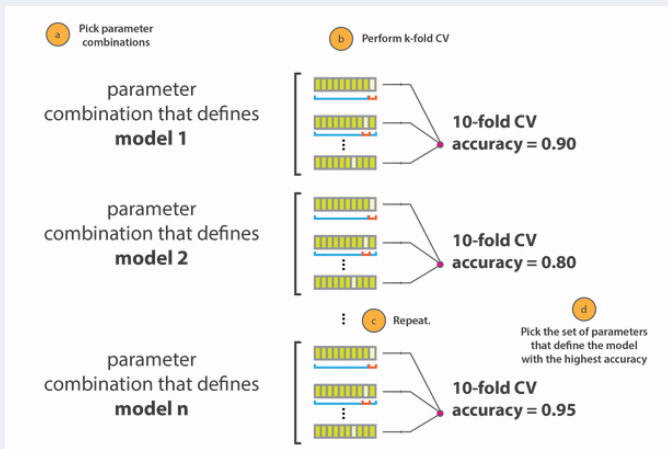 a
Pick parameter
combinations
b
Perform k-fold CV
parameter
combination that defines
model 1
10-fold CV
accuracy = 0.90
parameter
combination that defines
model 2
10-fold CV
accuracy = 0.80
c
Repeat.
d
Pick the set of parameters
that define the model
with the highest accuracy
parameter
combination that defines
model n
10-fold CV
accuracy = 0.95